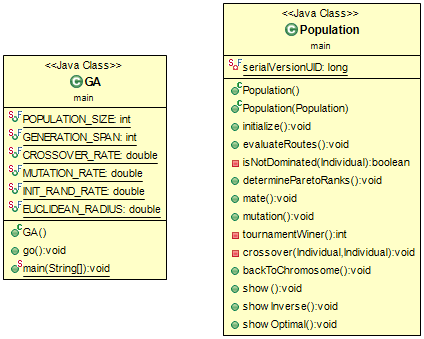 <<Java Class>>
GA
main
POPULATION_SIZE: int
GENERATION_SPAN: int
CROSSOVER_RATE: double
MUTATION_RATE: double
INIT_RAND_RATE: double
EUCLIDEAN_RADIUS: double
GA()
go():void
main(String[]):void
<<Java Class>>
Population
main
serialVersionUID: long
Population()
Population(Population)
initialize():void
evaluateRoutes():void
isNotDominated(Individual):boolean
determineParetoRanks():void
mate():void
mutation():void
tournamentWiner():int
crossover(Individual,Individual):void
backToChromosome():void
show ():void
show Inverse():void
show Optimal():void